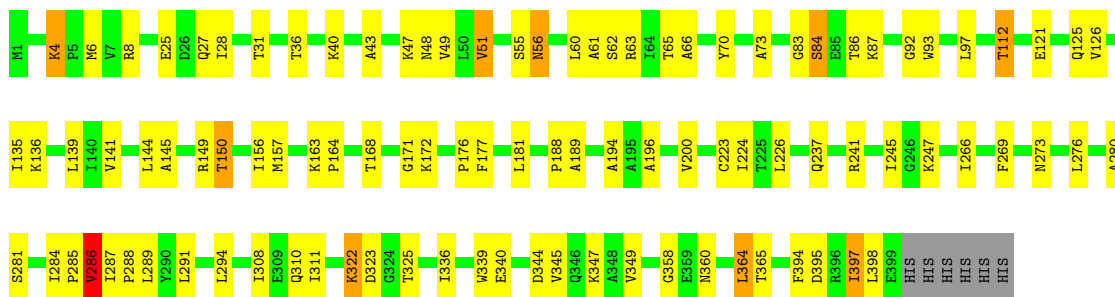 M1 K4 P5 M6 V7 R8 E25 D26 Q27 I28 T31 T36 K40 A43 K47 N48 V49 L50 V51 S55 N56 L60 A61 S62 R63 I64 T65 A66 Y70 A73 G83 S84 E85 T86 K87 G92 W93 L97 T112 E121 Q125 V126
I135 K136 L139 I140 V141 L144 A145 R149 T150 I156 M157 K163 P164 T168 G171 K172 P176 F177 L181 P188 A189 A194 A195 A196 V200 C223 I224 T225 L226 Q237 R241 I245 G246 K247 I266 F269 N273 L276 A280
S281 I284 P285 V286 I287 P288 L289 Y290 L291 L294 I308 E309 Q310 I311 K322 D323 G324 T325 I336 W339 E340 D344 V345 Q346 K347 A348 V349 G358 E359 N360 L364 T365 F394 D395 R396 I397 L398 E399 HIS HIS HIS HIS HIS HIS